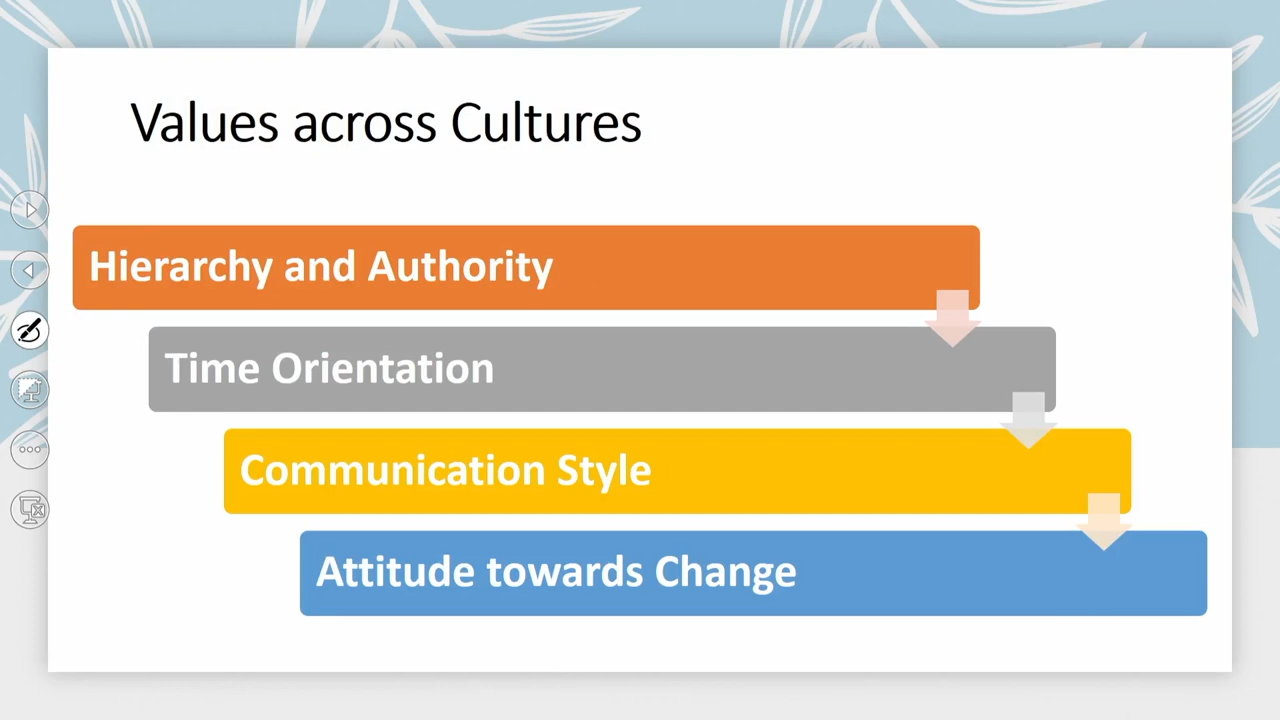 Values across Cultures
Hierarchy and Authority
Time Orientation
Communication Style
Attitude towards Change